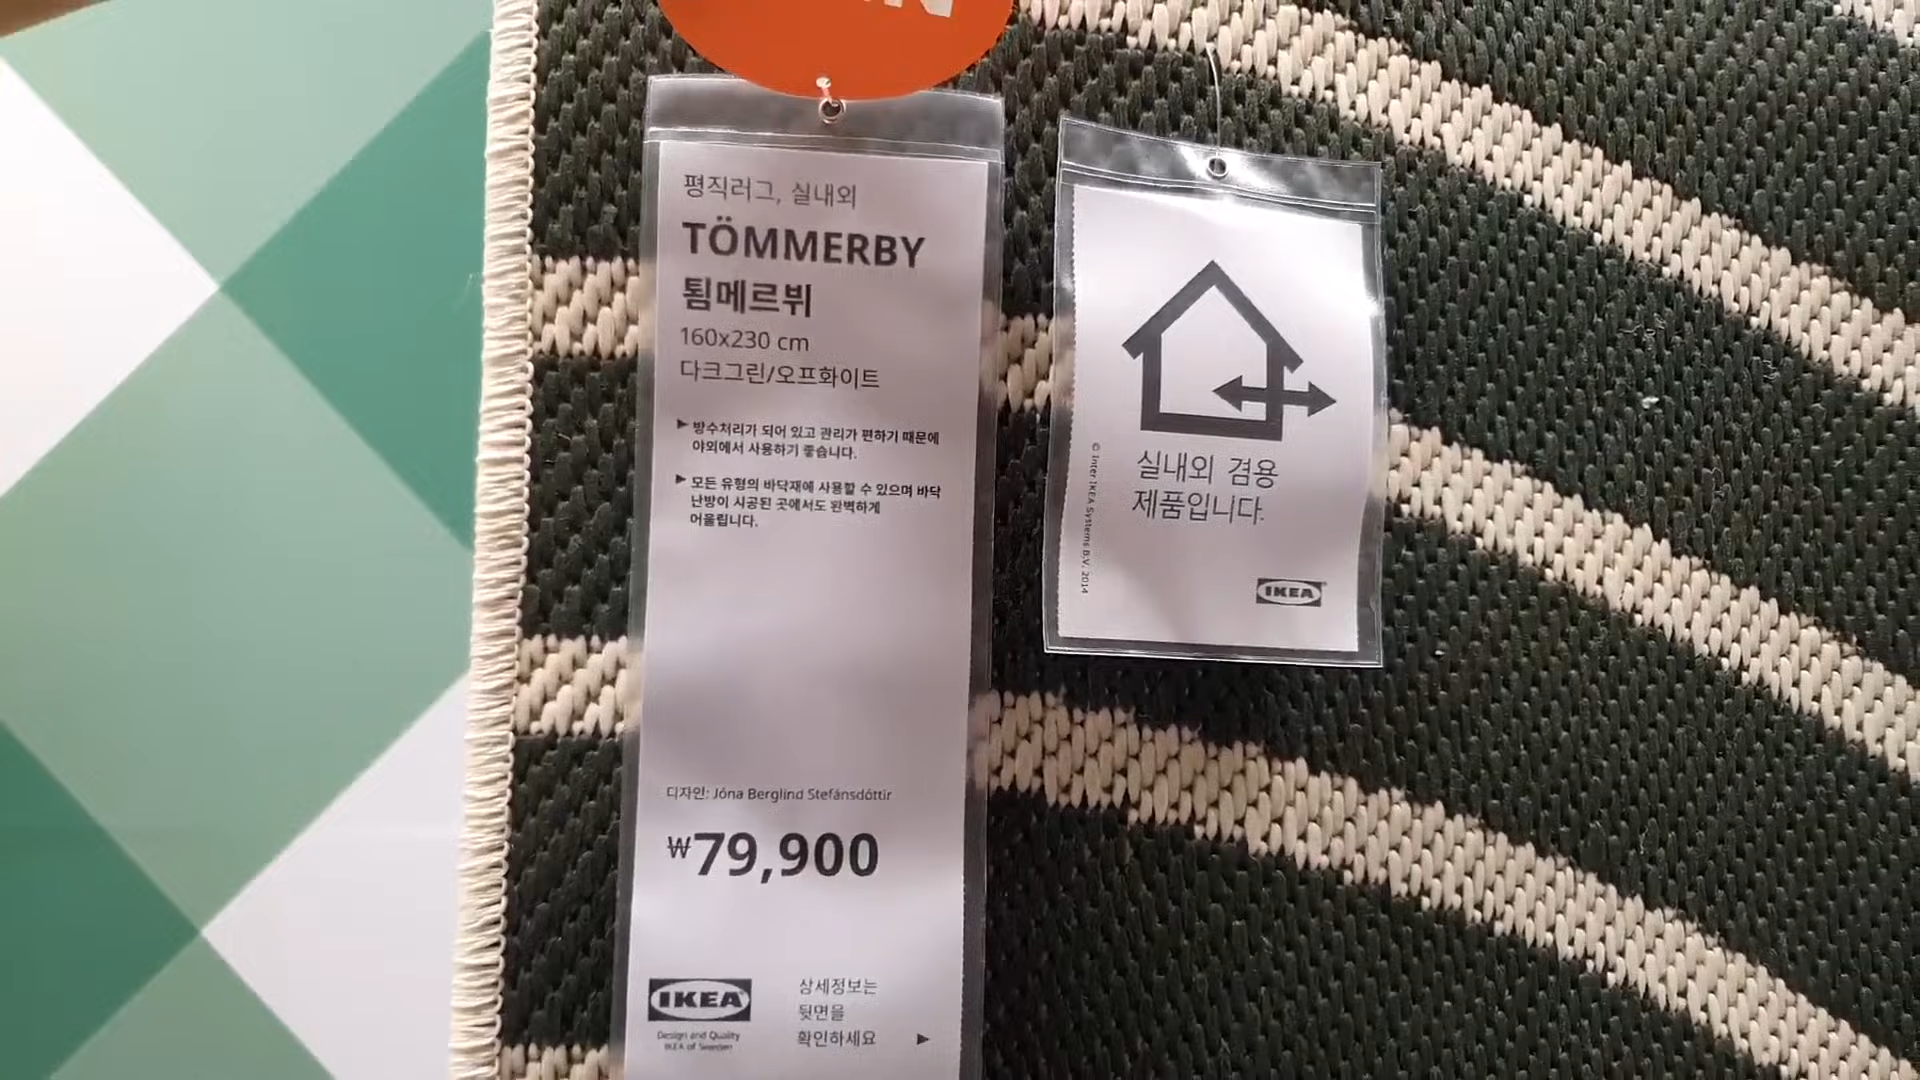 평직러그, 실내외
TÖMMERBY
툄메르뷔
160x230 cm
다크그린/오프화이트
▶ 방수처리가 되어 있고 관리가 편하기 때문에
야외에서 사용하기 좋습니다.
▶ 모든 유형의 바닥재에 사용할 수 있으며 바닥
난방이 시공된 곳에서도 완벽하게
어울립니다.
디자인: Jóna Berglind Stefánsdóttir
₩79,900
IKEA
Design and Quality
IKEA of Sweden
상세정보는
뒷면을
확인하세요 ▶
실내외 겸용
제품입니다.
© Inter IKEA Systems B.V. 2014
IKEA